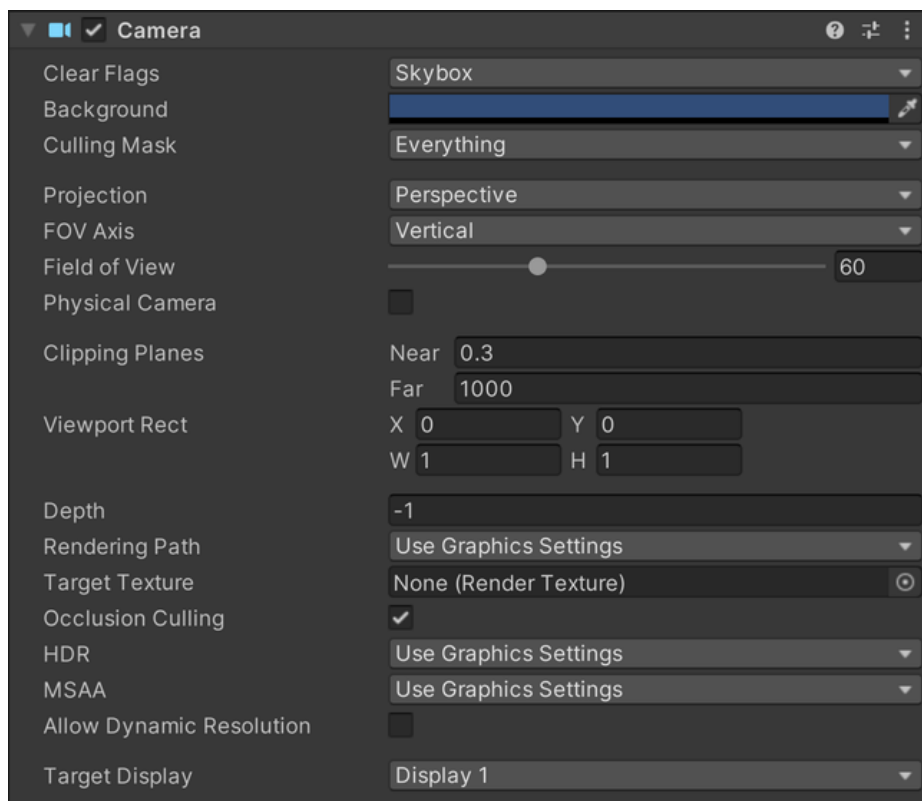 Camera
Clear Flags Skybox
Background
Culling Mask Everything
Projection Perspective
FOV Axis Vertical
Field of View 60
Physical Camera
Clipping Planes Near 0.3
Far 1000
Viewport Rect X 0 Y 0
W 1 H 1
Depth -1
Rendering Path Use Graphics Settings
Target Texture None (Render Texture)
Occlusion Culling
HDR Use Graphics Settings
MSAA Use Graphics Settings
Allow Dynamic Resolution
Target Display Display 1